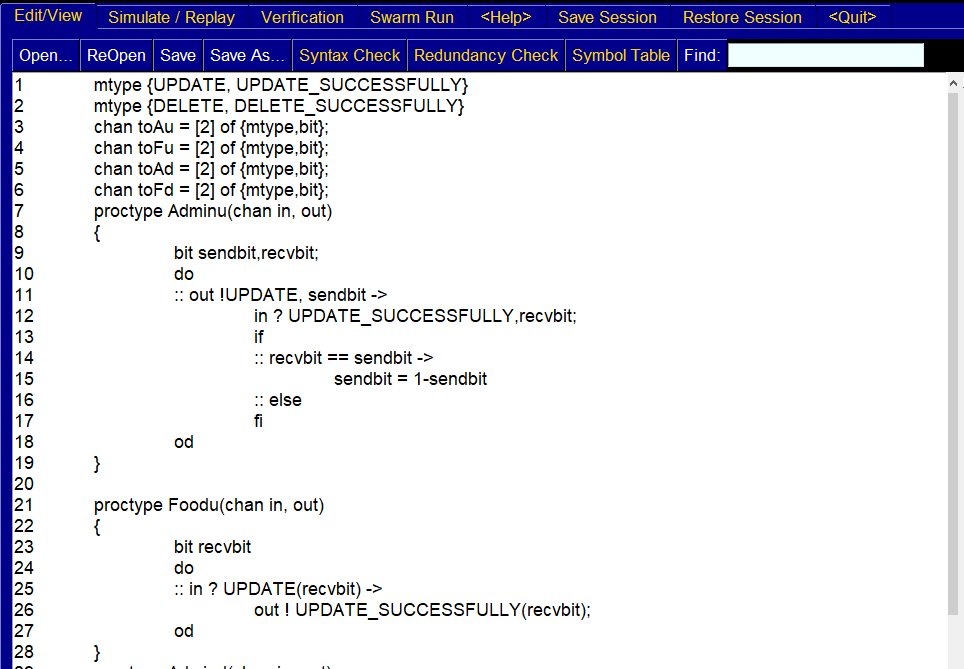 Edit/View Simulate / Replay Verification Swarm Run <Help> Save Session Restore Session <Quit>
Open... ReOpen Save Save As... Syntax Check Redundancy Check Symbol Table Find:
1 mtype {UPDATE, UPDATE_SUCCESSFULLY}
2 mtype {DELETE, DELETE_SUCCESSFULLY}
3 chan toAu = [2] of {mtype,bit};
4 chan toFu = [2] of {mtype,bit};
5 chan toAd = [2] of {mtype,bit};
6 chan toFd = [2] of {mtype,bit};
7 proctype Adminu(chan in, out)
8 {
9 bit sendbit,recvbit;
10 do
11 :: out !UPDATE, sendbit ->
12 in ? UPDATE_SUCCESSFULLY,recvbit;
13 if
14 :: recvbit == sendbit ->
15 sendbit = 1-sendbit
16 :: else
17 fi
18 od
19 }
20
21 proctype Foodu(chan in, out)
22 {
23 bit recvbit
24 do
25 :: in ? UPDATE(recvbit) ->
26 out ! UPDATE_SUCCESSFULLY(recvbit);
27 od
28 }